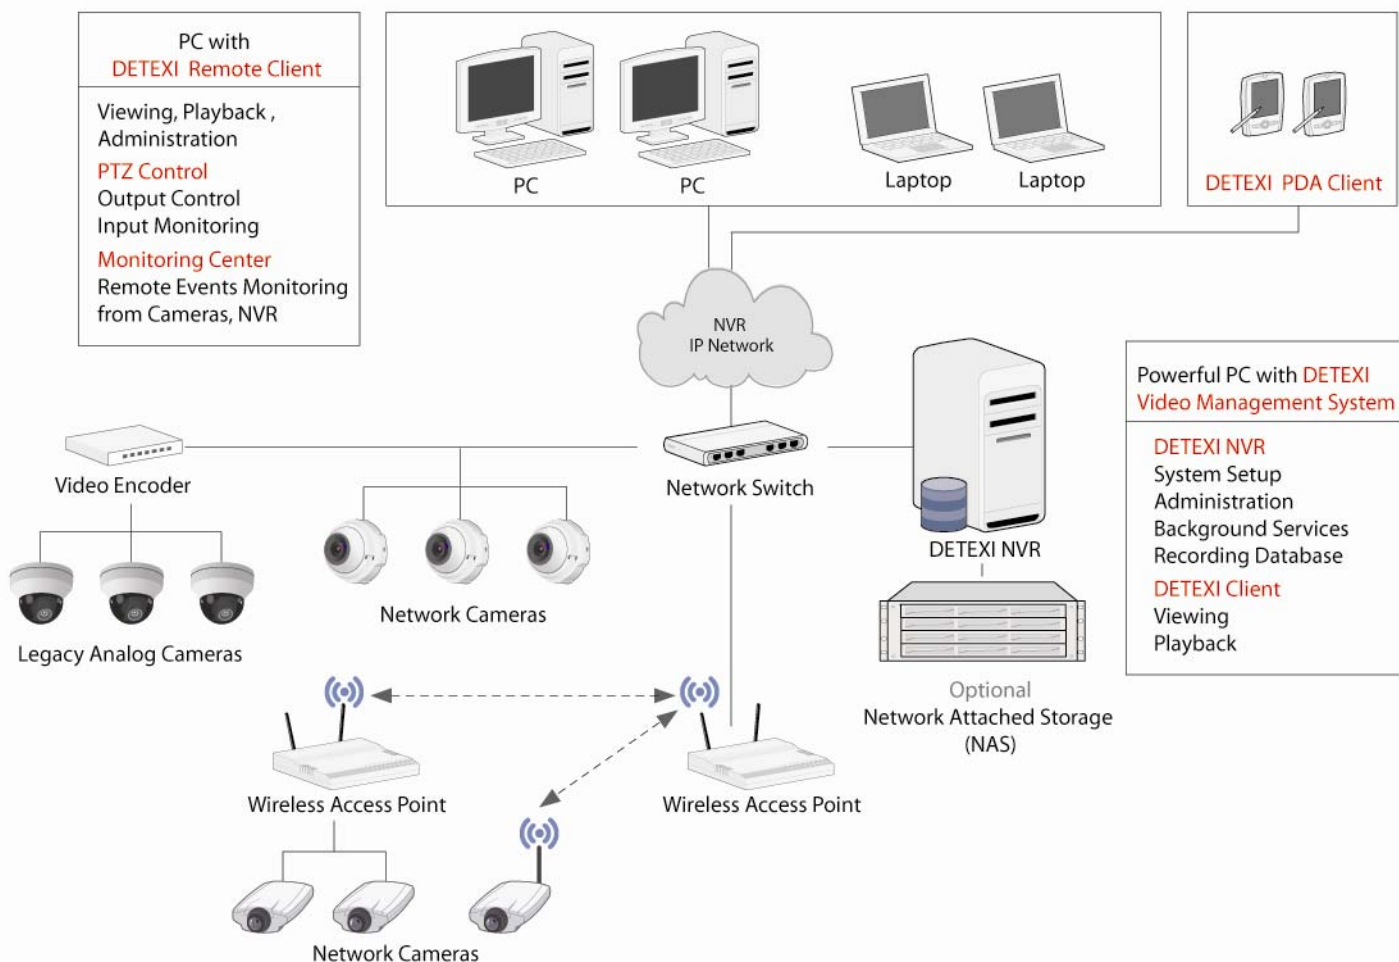 PC with
DETEXI Remote Client
Viewing, Playback ,
Administration
PTZ Control
Output Control
Input Monitoring
Monitoring Center
Remote Events Monitoring
from Cameras, NVR
PC
PC
Laptop
Laptop
DETEXI PDA Client
NVR
IP Network
Powerful PC with DETEXI
Video Management System
DETEXI NVR
System Setup
Administration
Background Services
Recording Database
DETEXI Client
Viewing
Playback
Video Encoder
Network Switch
DETEXI NVR
Legacy Analog Cameras
Network Cameras
Optional
Network Attached Storage
(NAS)
Wireless Access Point
Wireless Access Point
Network Cameras